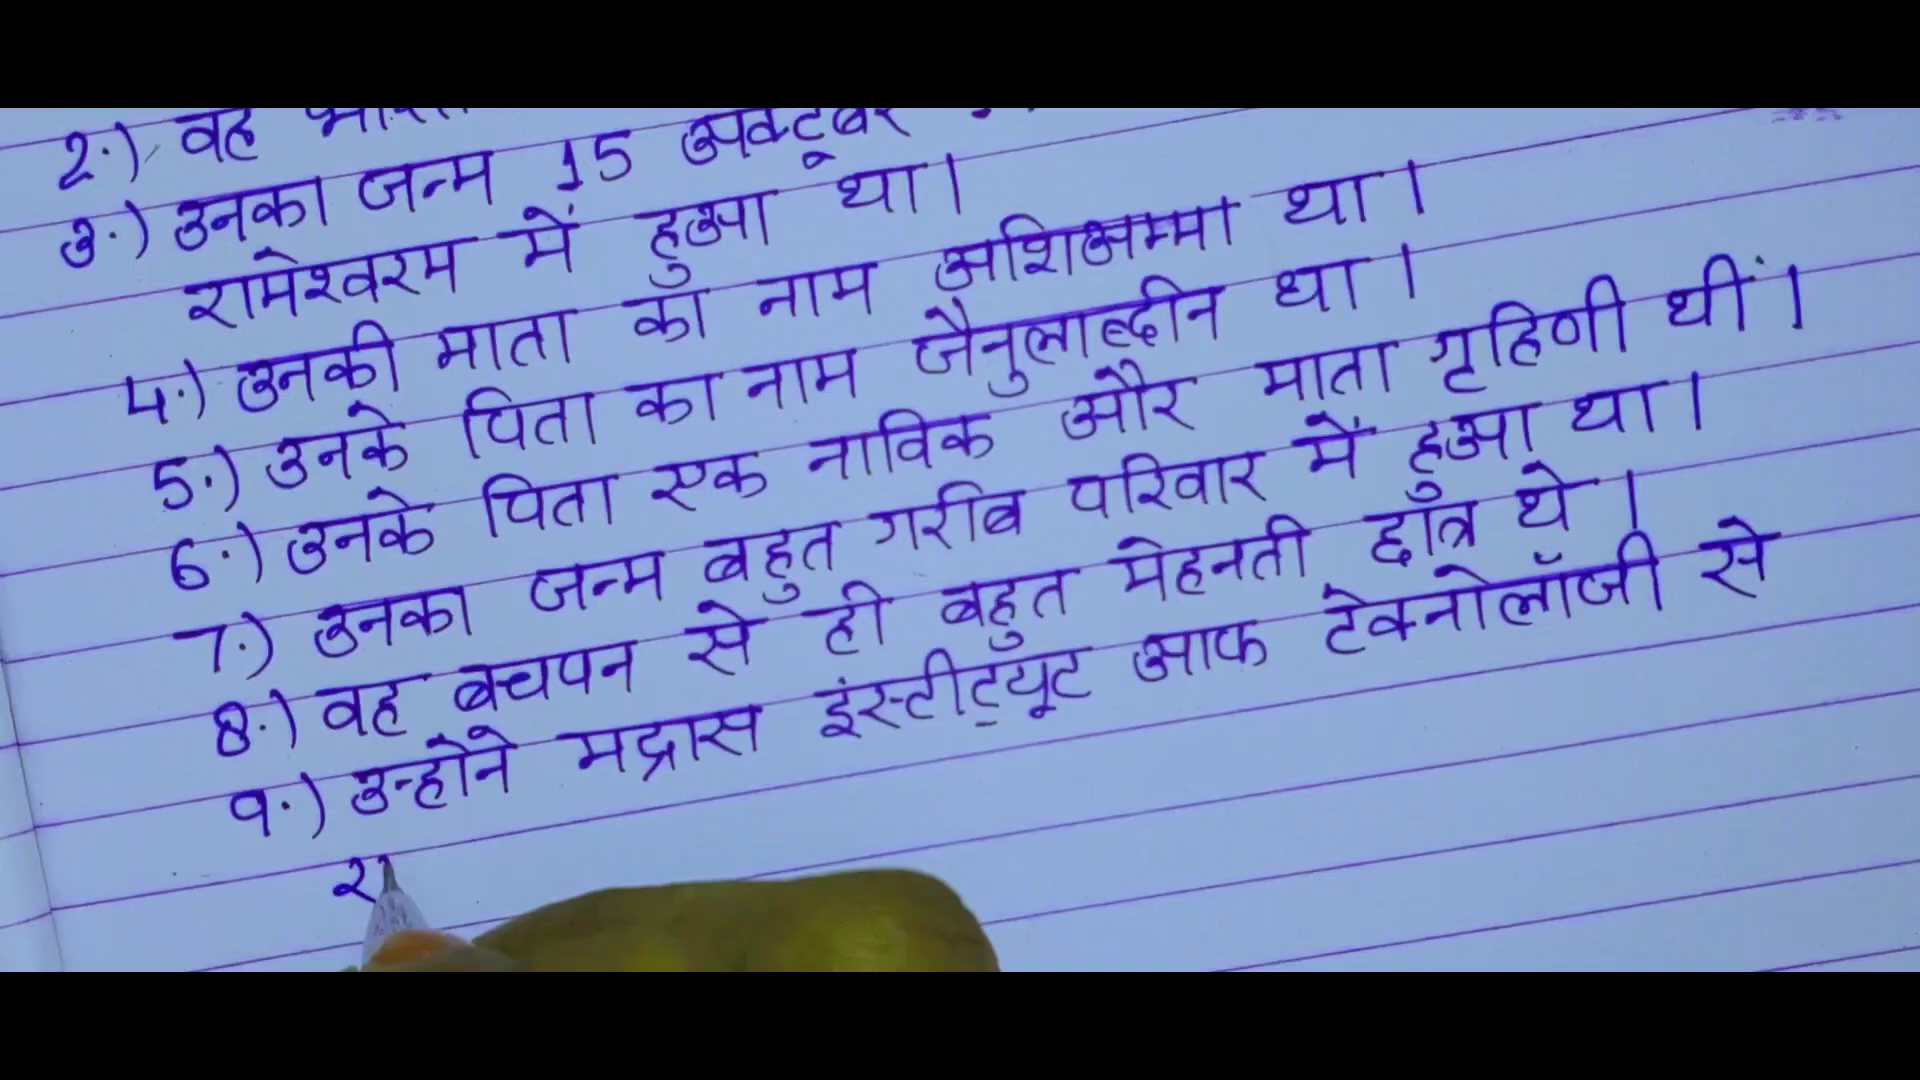 2.) वह
3.) उनका जन्म 15 अक्टूबर
रामेश्वरम में हुआ था।
4.) उनकी माता का नाम अशिअम्मा था।
5.) उनके पिता का नाम जैनुलाब्दीन था।
6.) उनके पिता एक नाविक और माता गृहिणी थीं।
7.) उनका जन्म बहुत गरीब परिवार में हुआ था।
8.) वह बचपन से ही बहुत मेहनती छात्र थे।
9.) उन्होंने मद्रास इंस्टीट्यूट आफ टेक्नोलॉजी से